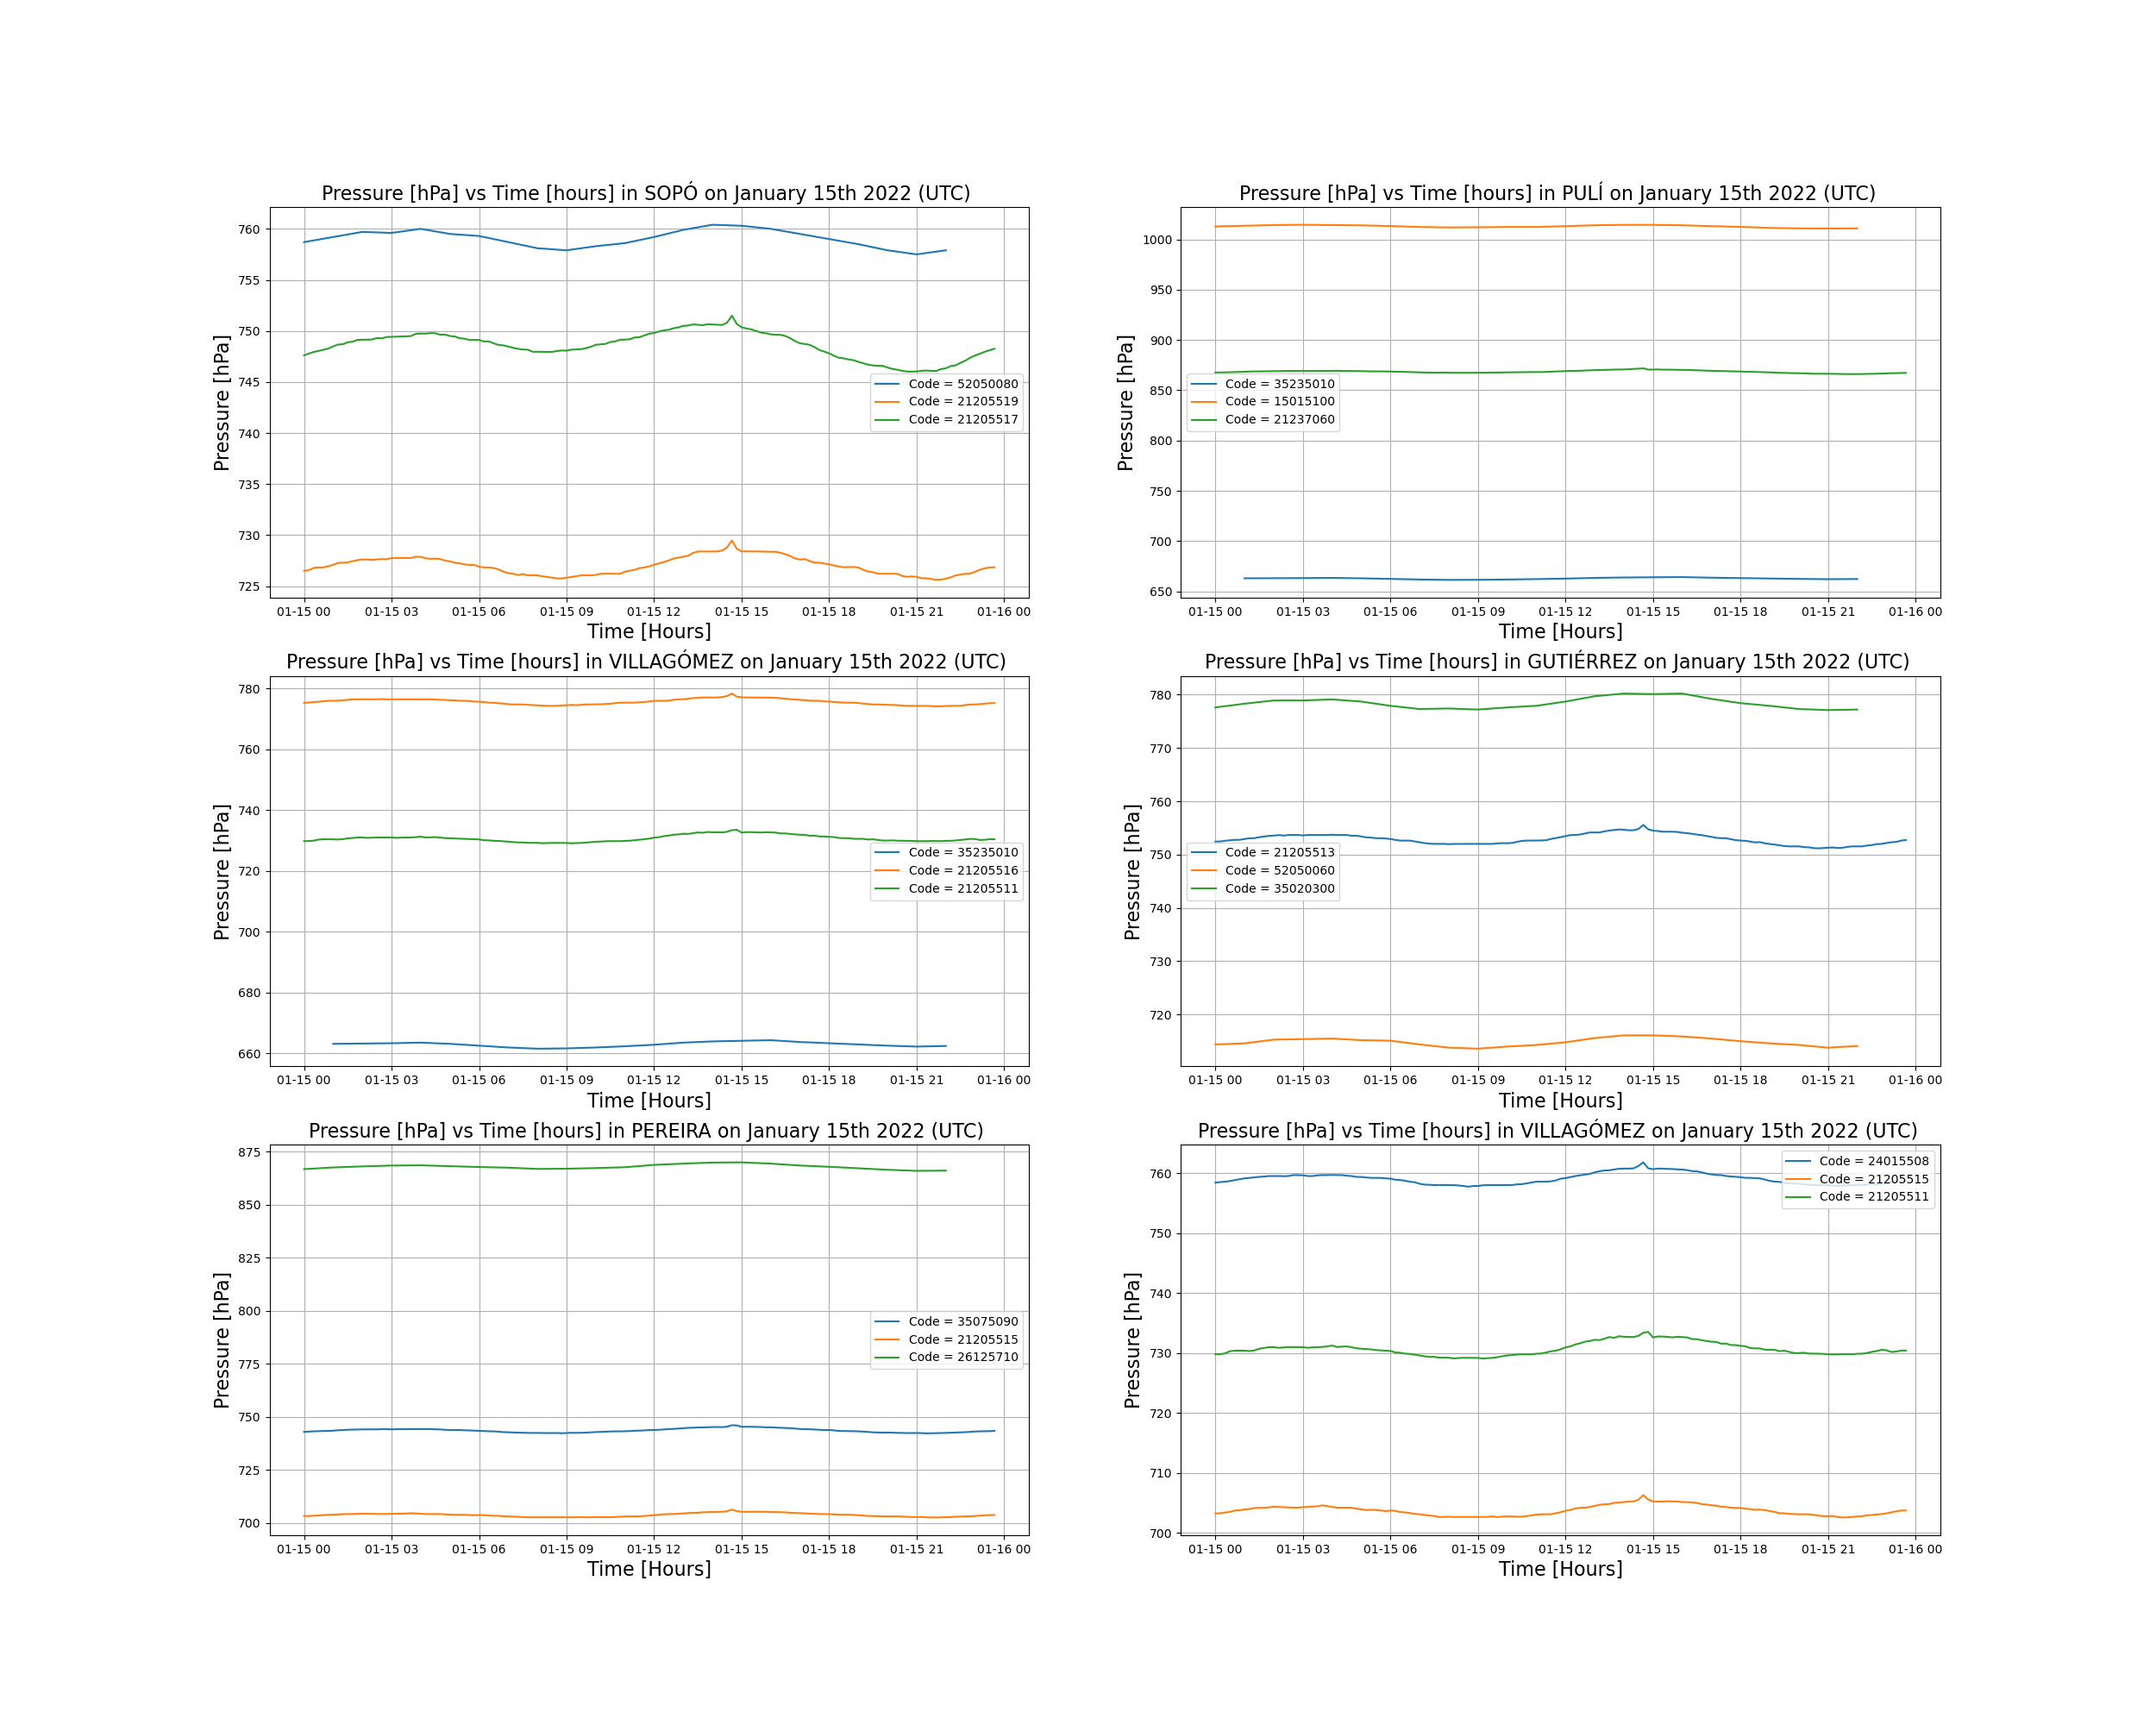 Pressure [hPa] vs Time [hours] in SOPÓ on January 15th 2022 (UTC)
Pressure [hPa]
760
755
750
745
740
735
730
725
Code = 52050080
Code = 21205519
Code = 21205517
01-15 00 01-15 03 01-15 06 01-15 09 01-15 12 01-15 15 01-15 18 01-15 21 01-16 00
Time [Hours]
Pressure [hPa] vs Time [hours] in PULÍ on January 15th 2022 (UTC)
Pressure [hPa]
1000
950
900
850
800
750
700
650
Code = 35235010
Code = 15015100
Code = 21237060
01-15 00 01-15 03 01-15 06 01-15 09 01-15 12 01-15 15 01-15 18 01-15 21 01-16 00
Time [Hours]
Pressure [hPa] vs Time [hours] in VILLAGÓMEZ on January 15th 2022 (UTC)
Pressure [hPa]
780
760
740
720
700
680
660
Code = 35235010
Code = 21205516
Code = 21205511
01-15 00 01-15 03 01-15 06 01-15 09 01-15 12 01-15 15 01-15 18 01-15 21 01-16 00
Time [Hours]
Pressure [hPa] vs Time [hours] in GUTIÉRREZ on January 15th 2022 (UTC)
Pressure [hPa]
780
770
760
750
740
730
720
Code = 21205513
Code = 52050060
Code = 35020300
01-15 00 01-15 03 01-15 06 01-15 09 01-15 12 01-15 15 01-15 18 01-15 21 01-16 00
Time [Hours]
Pressure [hPa] vs Time [hours] in PEREIRA on January 15th 2022 (UTC)
Pressure [hPa]
875
850
825
800
775
750
725
700
Code = 35075090
Code = 21205515
Code = 26125710
01-15 00 01-15 03 01-15 06 01-15 09 01-15 12 01-15 15 01-15 18 01-15 21 01-16 00
Time [Hours]
Pressure [hPa] vs Time [hours] in VILLAGÓMEZ on January 15th 2022 (UTC)
Pressure [hPa]
760
750
740
730
720
710
700
Code = 24015508
Code = 21205515
Code = 21205511
01-15 00 01-15 03 01-15 06 01-15 09 01-15 12 01-15 15 01-15 18 01-15 21 01-16 00
Time [Hours]